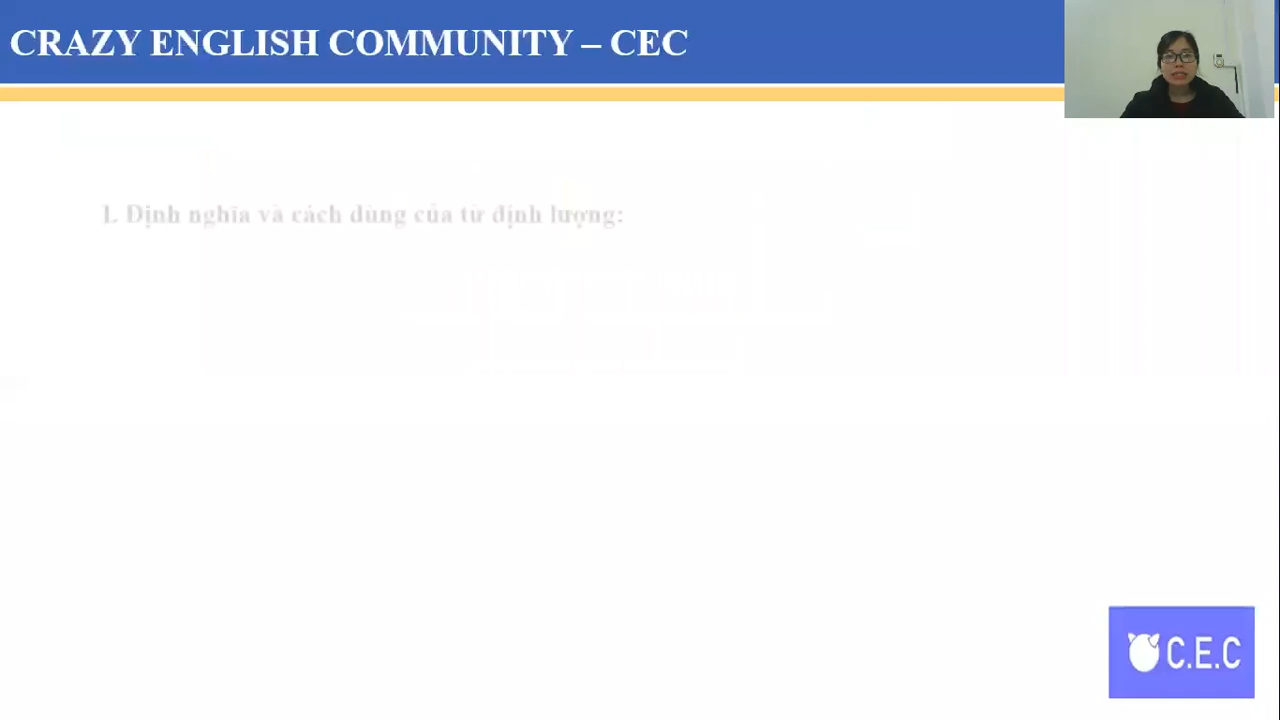 CRAZY ENGLISH COMMUNITY – CEC
I. Định nghĩa và cách dùng của từ định lượng:
C.E.C